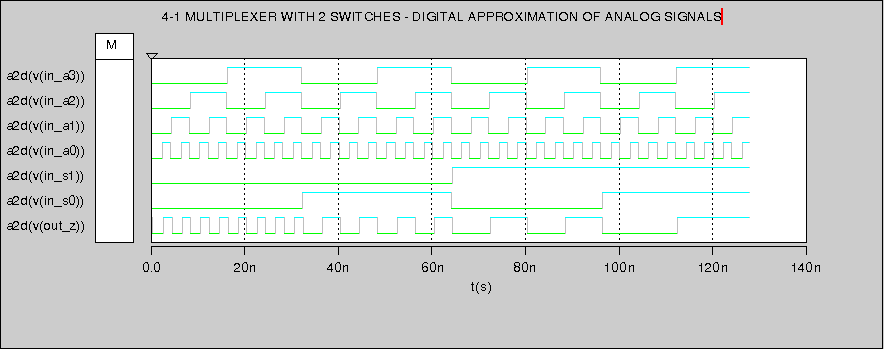 4-1 MULTIPLEXER WITH 2 SWITCHES - DIGITAL APPROXIMATION OF ANALOG SIGNALS
M
a2d(v(in_a3))
a2d(v(in_a2))
a2d(v(in_a1))
a2d(v(in_a0))
a2d(v(in_s1))
a2d(v(in_s0))
a2d(v(out_z))
0.0 20n 40n 60n 80n 100n 120n 140n
t(s)